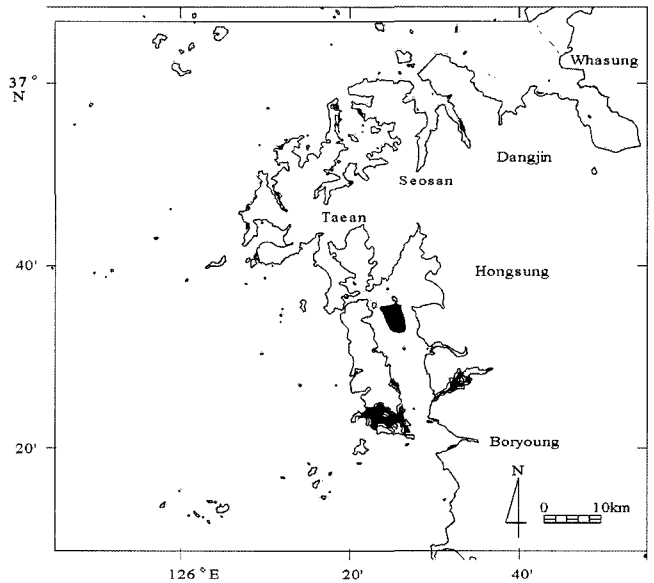 Whasung
37°
N
Dangjin
Seosan
Taean
40'
Hongsung
20'
Boryoung
N
0 10km
126°E 20' 40'